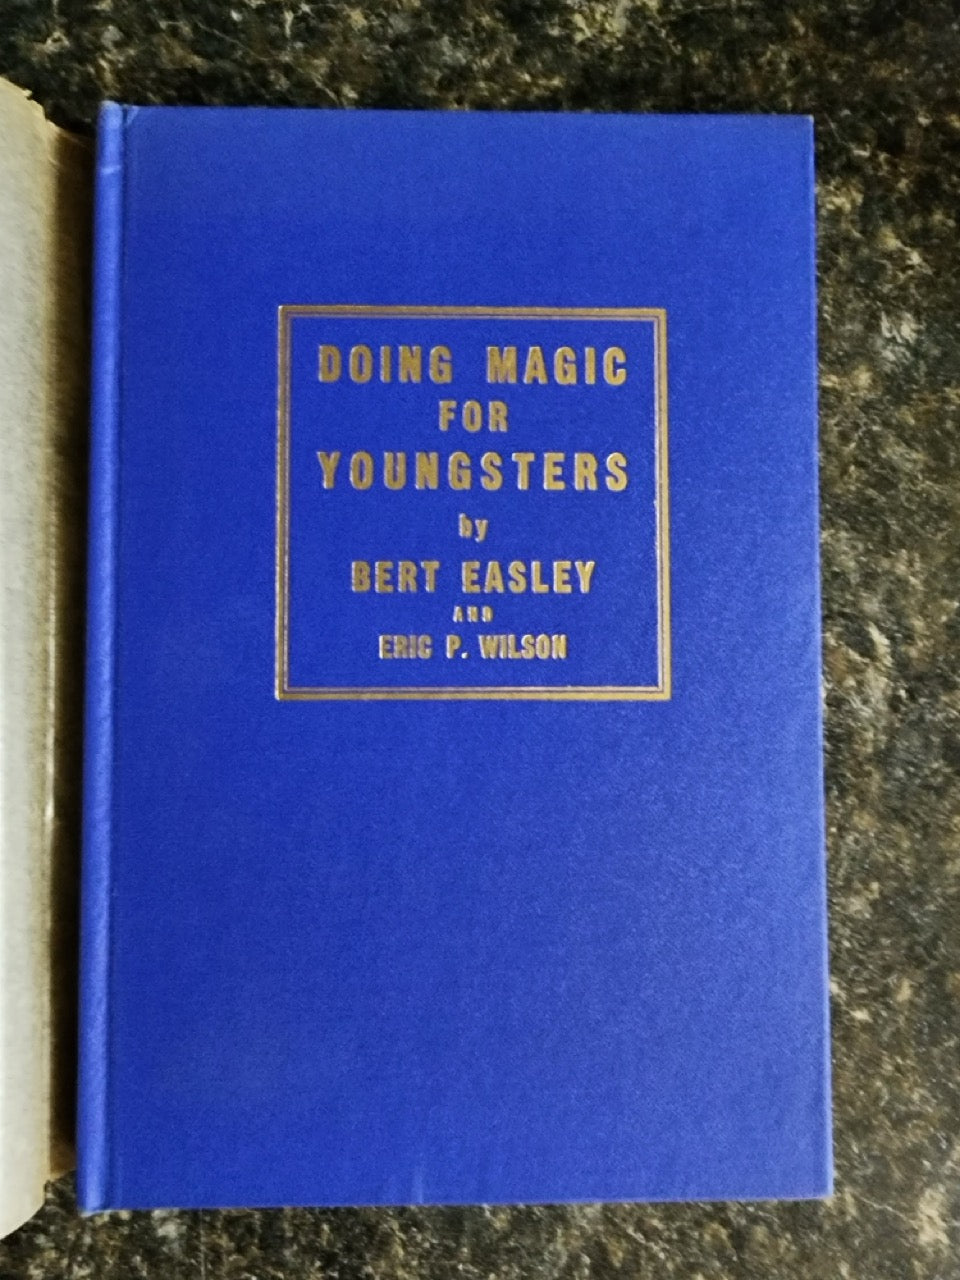 DOING MAGIC
FOR
YOUNGSTERS
by
BERT EASLEY
AND
ERIC P. WILSON